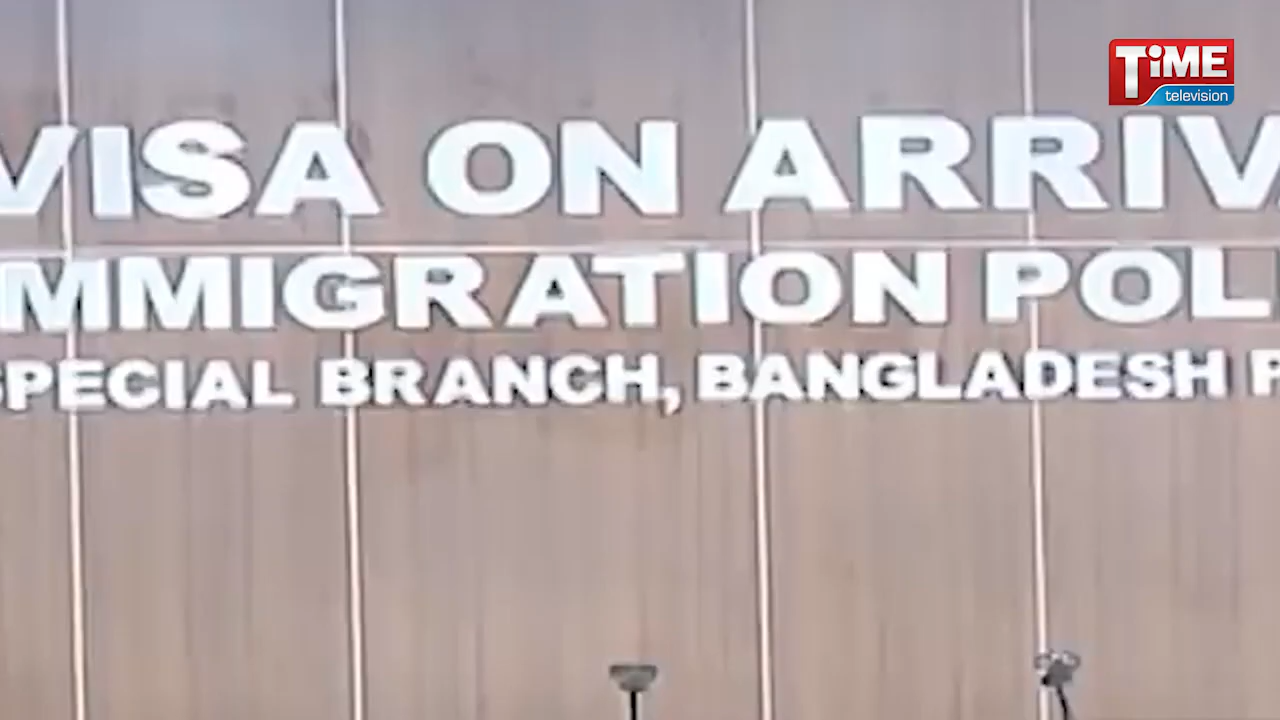 TiME
television
VISA ON ARRIV
MMIGRATION POL
SPECIAL BRANCH, BANGLADESH P